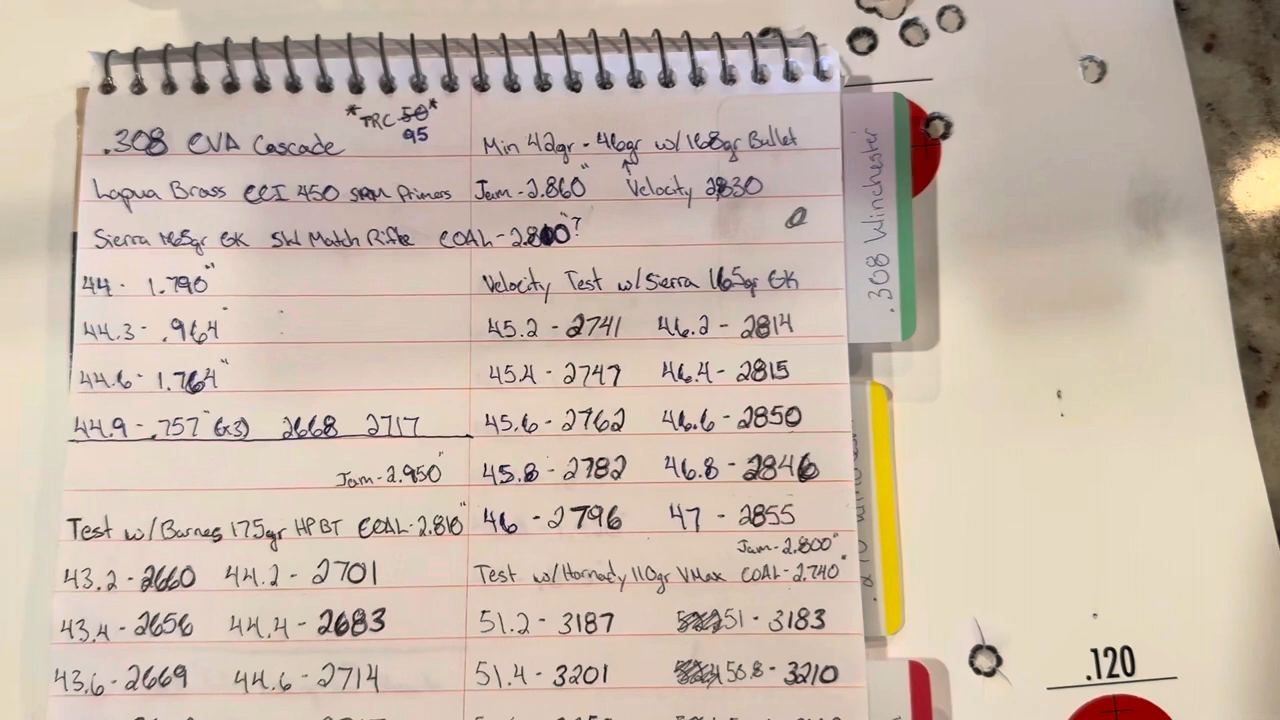 *TRC 50*
95
.308 CVA Cascade
Min 42gr - 46gr w/168gr Bullet
Lapua Brass CCI 450 SRM Primers
Jam - 2.860" Velocity 2830
Sierra 165gr GK SW Match Rifle COAL - 2.800"?
44 - 1.790"
Velocity Test w/Sierra 165gr GK
44.3 - .964"
45.2 - 2741 46.2 - 2814
44.6 - 1.764"
45.4 - 2747 46.4 - 2815
44.9 - .757" (x3) 2668 2717
45.6 - 2762 46.6 - 2850
Jam - 2.950"
45.8 - 2782 46.8 - 2846
Test w/Barnes 175gr HPBT COAL - 2.810"
46 - 2796 47 - 2855
Jam - 2.800"
43.2 - 2660 44.2 - 2701
Test w/Hornady 110gr VMax COAL - 2.740"
43.4 - 2656 44.4 - 2683
51.2 - 3187 51 - 3183
43.6 - 2669 44.6 - 2714
51.4 - 3201 50.8 - 3210
.308 Winchester
.120